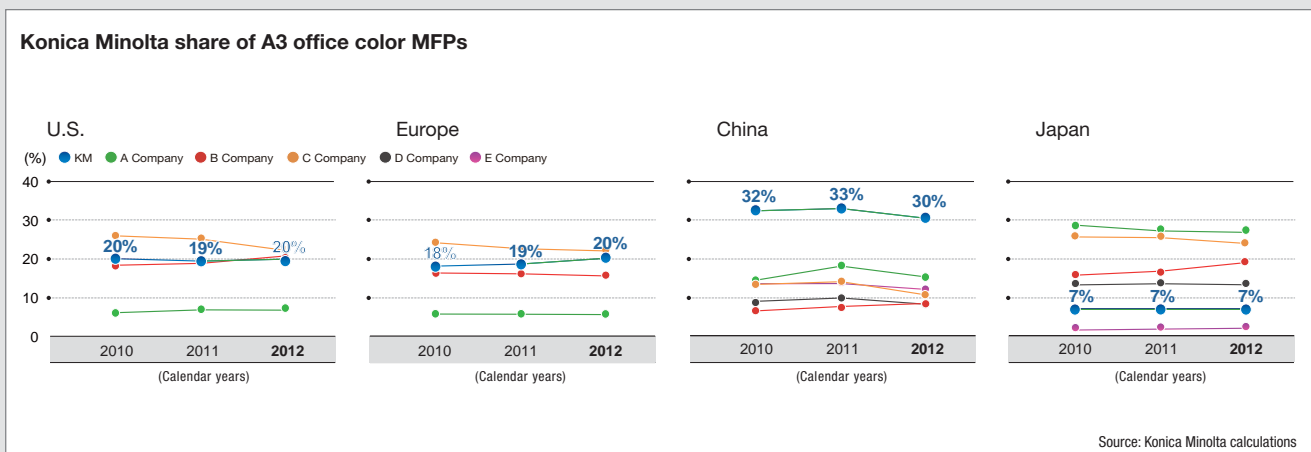 Konica Minolta share of A3 office color MFPs
U.S.
Europe
China
Japan
(%) KM A Company B Company C Company D Company E Company
40
30
20
10
0
20% 19% 20%
18% 19% 20%
32% 33% 30%
7% 7% 7%
2010 2011 2012
2010 2011 2012
2010 2011 2012
2010 2011 2012
(Calendar years)
(Calendar years)
(Calendar years)
(Calendar years)
Source: Konica Minolta calculations